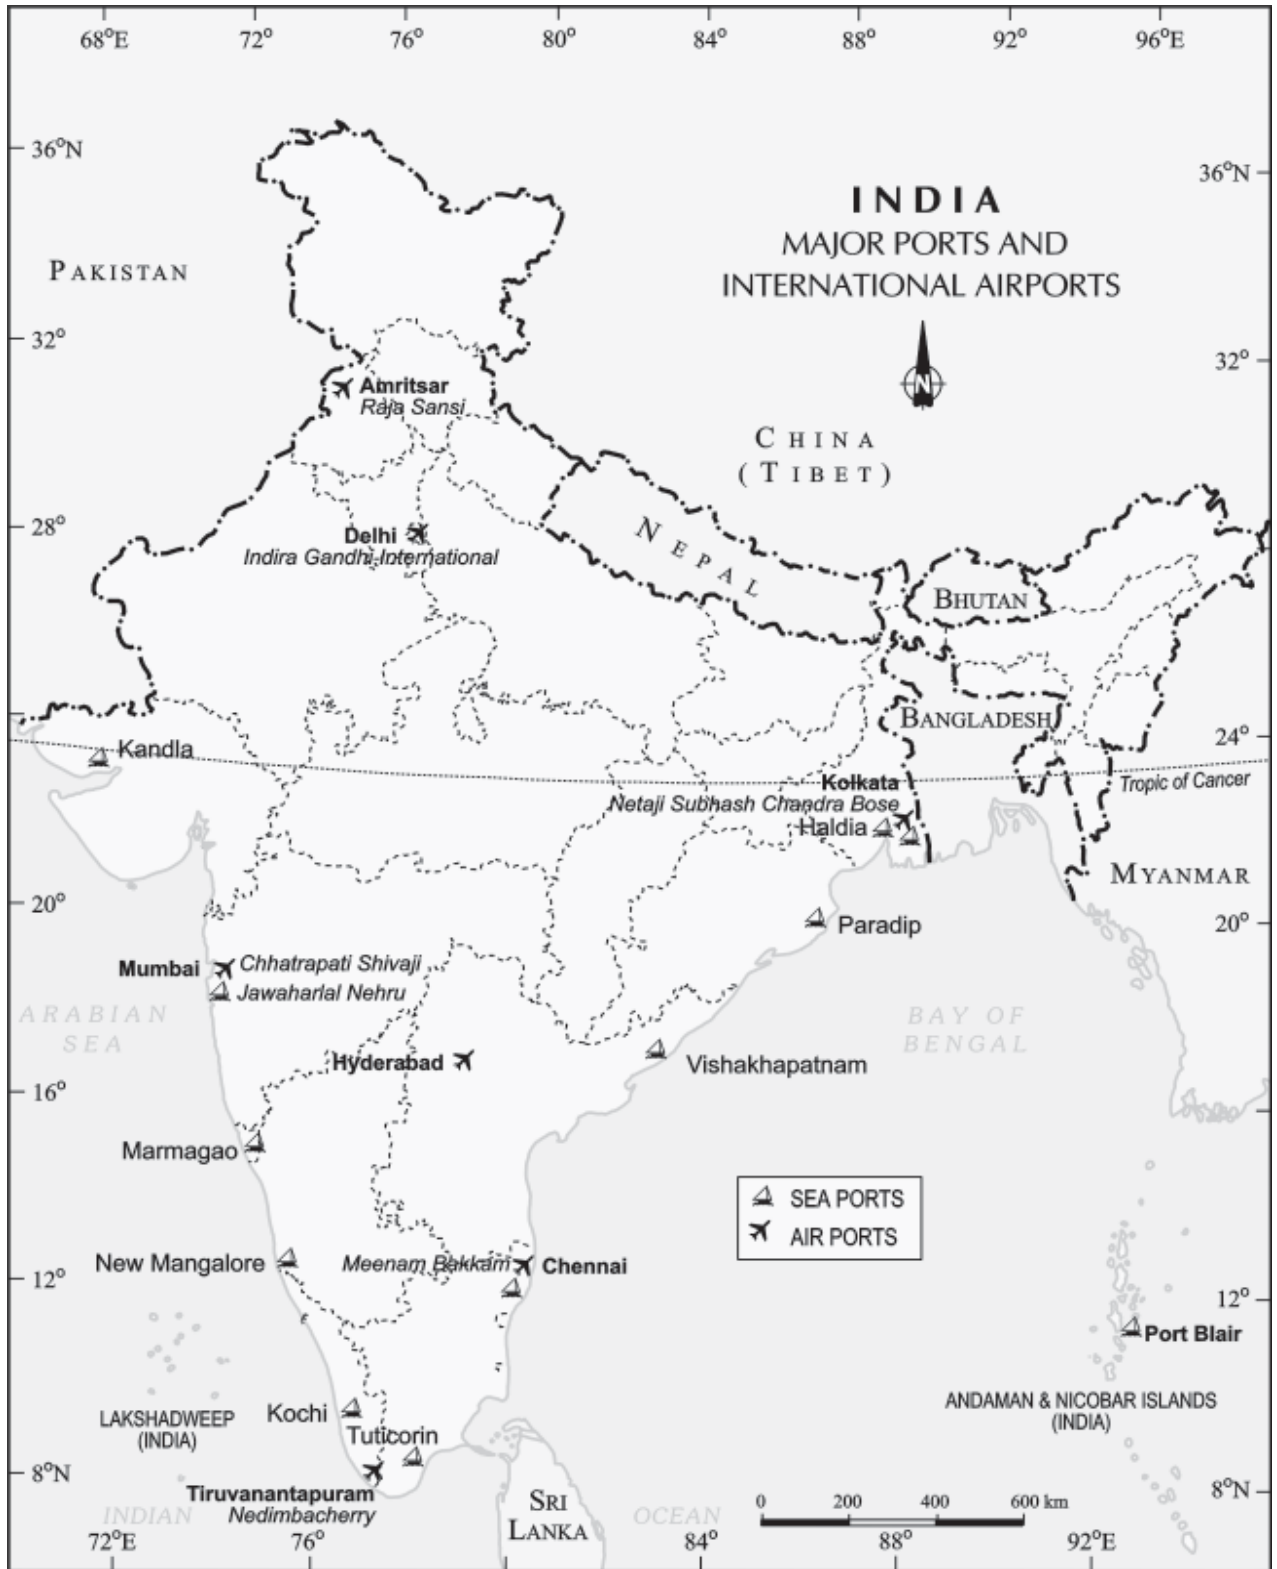 68°E 72° 76° 80° 84° 88° 92° 96°E
36°N
36°N
INDIA
MAJOR PORTS AND
INTERNATIONAL AIRPORTS
PAKISTAN
32°
32°
N
Amritsar
Raja Sansi
CHINA
(TIBET)
28°
Delhi
Indira Gandhi International
NEPAL
BHUTAN
BANGLADESH
24°
Kandla
Tropic of Cancer
Kolkata
Netaji Subhash Chandra Bose
Haldia
MYANMAR
20°
20°
Paradip
Mumbai
Chhatrapati Shivaji
Jawaharlal Nehru
ARABIAN
SEA
BAY OF
BENGAL
Hyderabad
Vishakhapatnam
16°
Marmagao
SEA PORTS
AIR PORTS
New Mangalore
Meenam Bakkam
Chennai
12°
12°
Port Blair
LAKSHADWEEP
(INDIA)
Kochi
Tuticorin
ANDAMAN & NICOBAR ISLANDS
(INDIA)
8°N
8°N
Tiruvanantapuram
Nedimbacherry
SRI
LANKA
INDIAN
OCEAN
0 200 400 600 km
72°E 76° 84° 88° 92°E